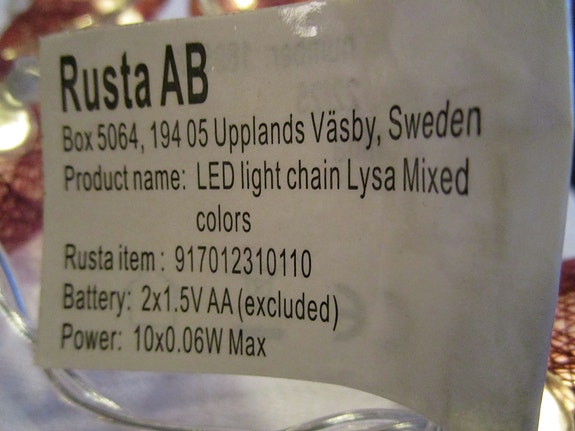 Rusta AB
Box 5064, 194 05 Upplands Väsby, Sweden
Product name: LED light chain Lysa Mixed
colors
Rusta item : 917012310110
Battery: 2x1.5V AA (excluded)
Power: 10x0.06W Max